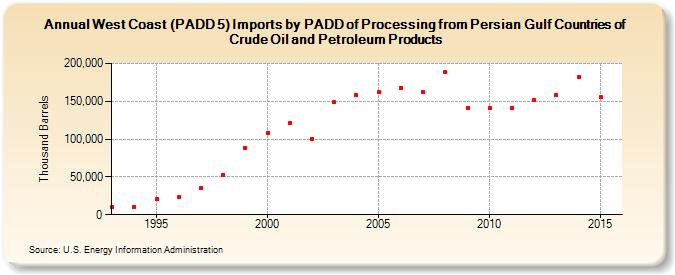 Annual West Coast (PADD 5) Imports by PADD of Processing from Persian Gulf Countries of
Crude Oil and Petroleum Products
Thousand Barrels
200,000
150,000
100,000
50,000
0
1995
2000
2005
2010
2015
Source: U.S. Energy Information Administration